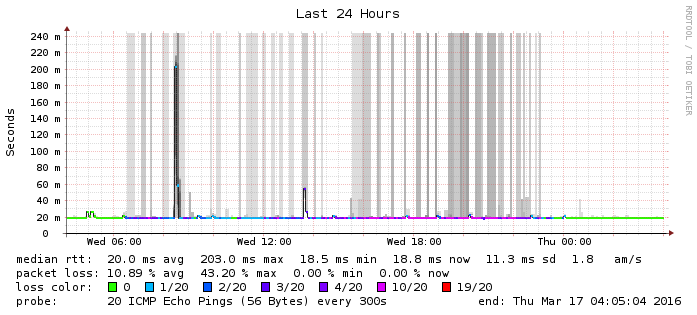 Last 24 Hours
RRDTOOL / TOBI OETIKER
Seconds
240 m
220 m
200 m
180 m
160 m
140 m
120 m
100 m
80 m
60 m
40 m
20 m
0
Wed 06:00 Wed 12:00 Wed 18:00 Thu 00:00
median rtt: 20.0 ms avg 203.0 ms max 18.5 ms min 18.8 ms now 11.3 ms sd 1.8 am/s
packet loss: 10.89 % avg 43.20 % max 0.00 % min 0.00 % now
loss color: 0 1/20 2/20 3/20 4/20 10/20 19/20
probe: 20 ICMP Echo Pings (56 Bytes) every 300s end: Thu Mar 17 04:05:04 2016